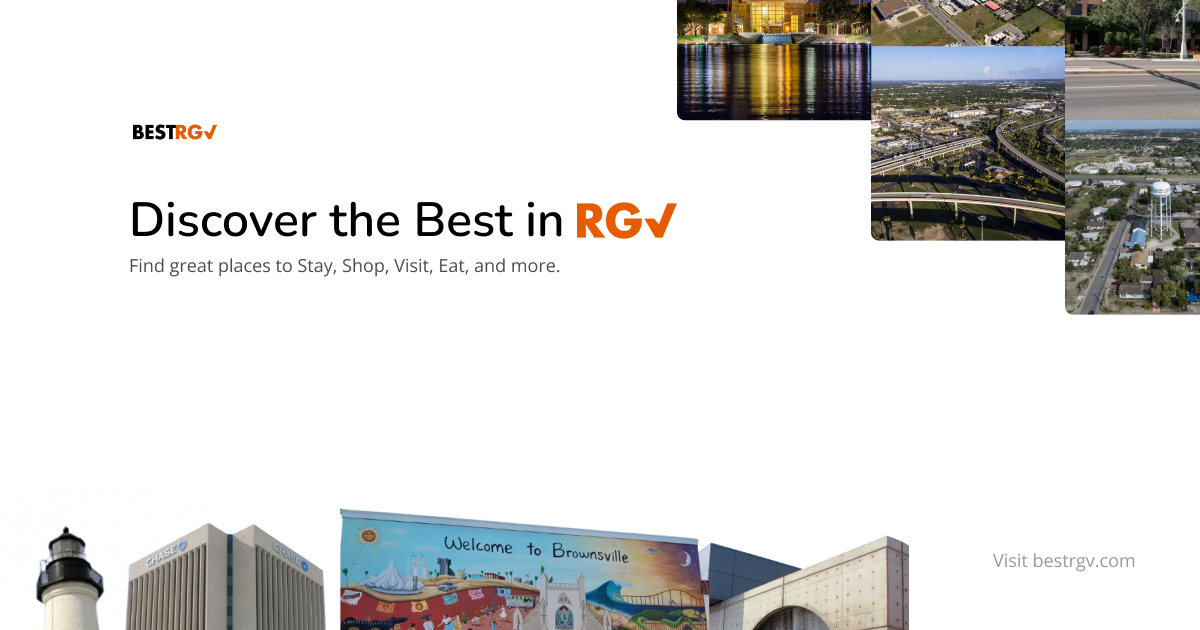 BESTRGV
Discover the Best in RGV
Find great places to Stay, Shop, Visit, Eat, and more.
CHASE
CHASE
Welcome to Brownsville
Visit bestrgv.com